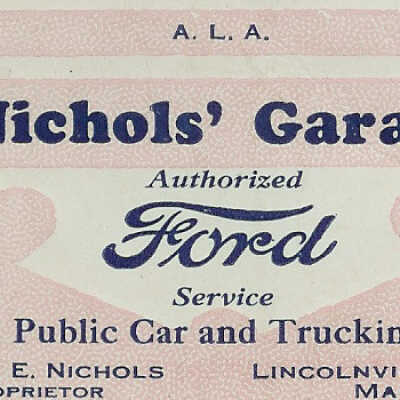 A. L. A.
Nichols' Gara
Authorized
Ford
Service
Public Car and Truckin
E. NICHOLS LINCOLNVI
OPRIETOR MA